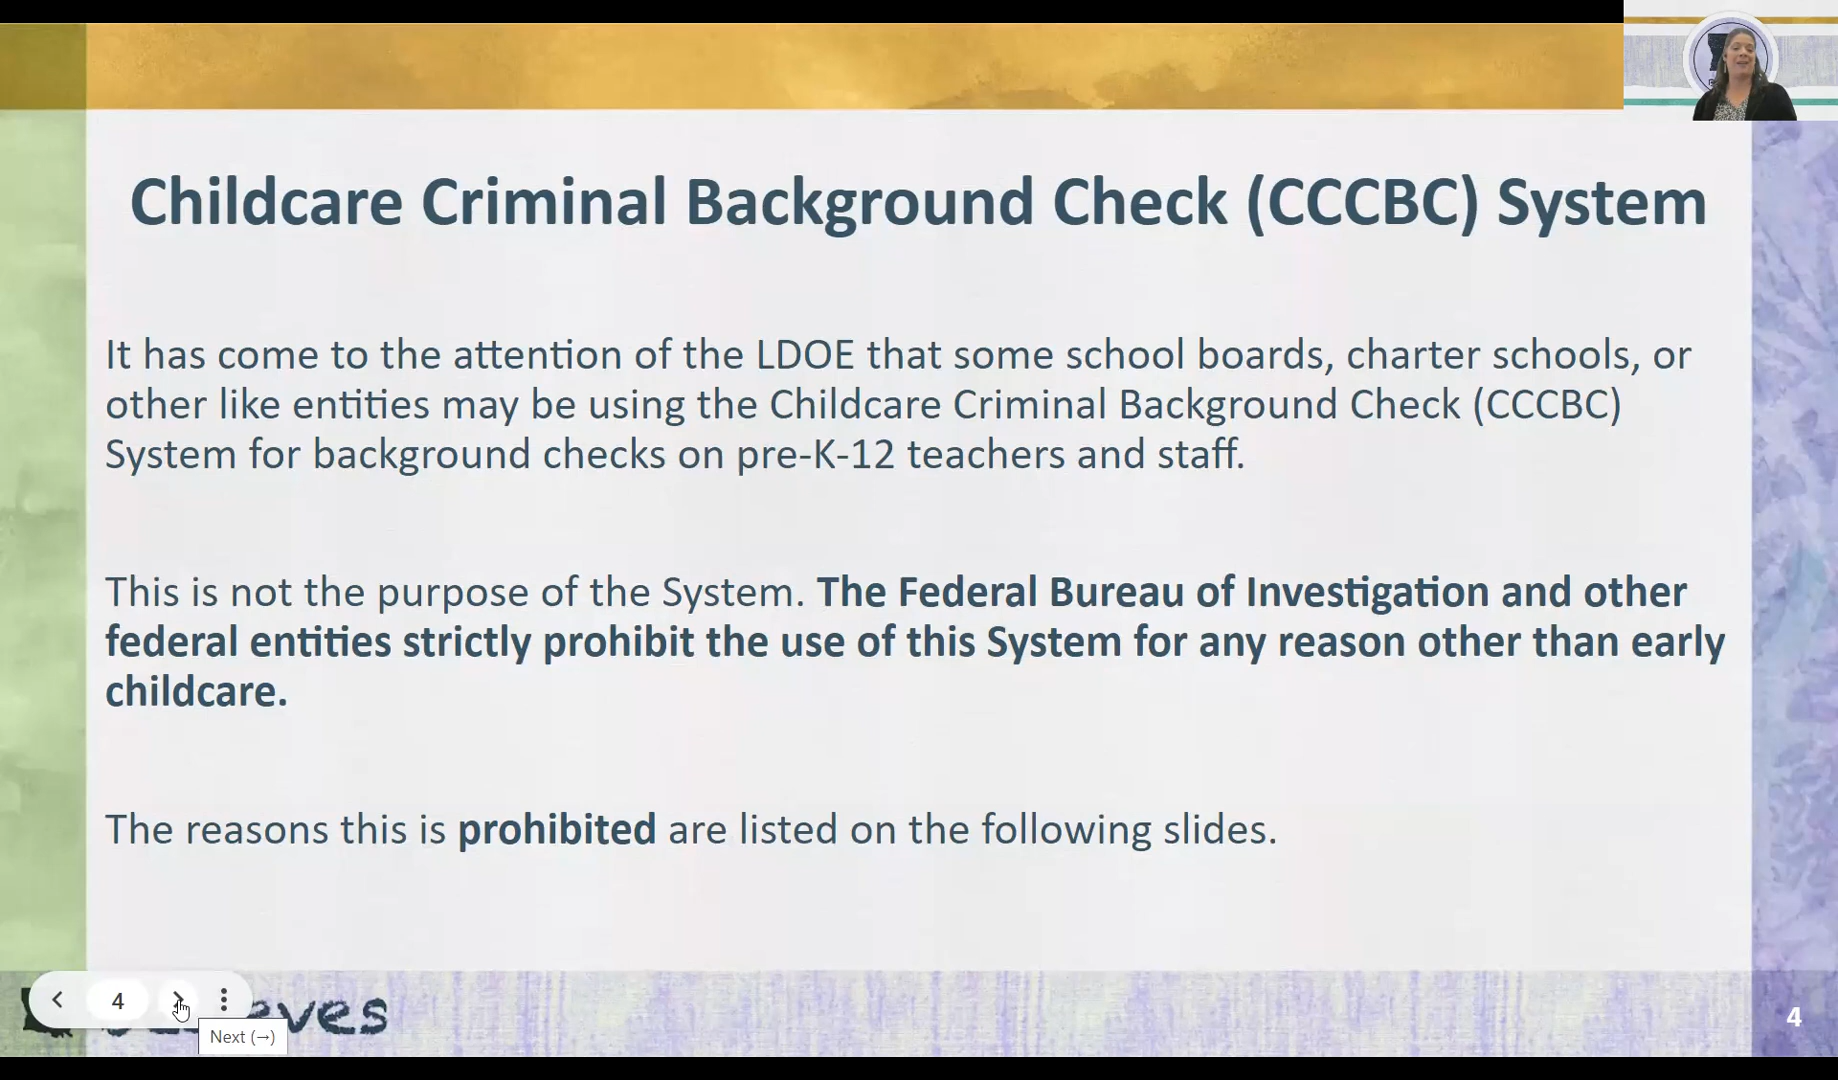 Childcare Criminal Background Check (CCCBC) System
It has come to the attention of the LDOE that some school boards, charter schools, or
other like entities may be using the Childcare Criminal Background Check (CCCBC)
System for background checks on pre-K-12 teachers and staff.
This is not the purpose of the System. The Federal Bureau of Investigation and other
federal entities strictly prohibit the use of this System for any reason other than early
childcare.
The reasons this is prohibited are listed on the following slides.
4
Next (→)
4